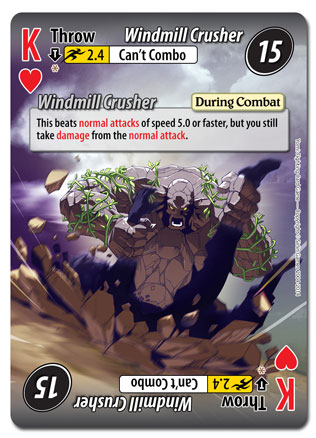 K Throw Windmill Crusher 15
2.4 Can't Combo
Windmill Crusher During Combat
This beats normal attacks of speed 5.0 or faster, but you still
take damage from the normal attack.
15 Windmill Crusher
2.4 Can't Combo
Throw K